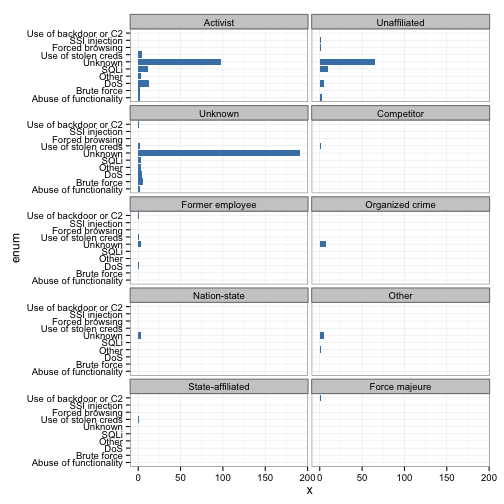 Activist Unaffiliated
Use of backdoor or C2
SSI injection
Forced browsing
Use of stolen creds
Unknown
SQLi
Other
DoS
Brute force
Abuse of functionality
Unknown Competitor
Use of backdoor or C2
SSI injection
Forced browsing
Use of stolen creds
Unknown
SQLi
Other
DoS
Brute force
Abuse of functionality
Former employee Organized crime
Use of backdoor or C2
SSI injection
Forced browsing
Use of stolen creds
Unknown
SQLi
Other
DoS
Brute force
Abuse of functionality
enum
Nation-state Other
Use of backdoor or C2
SSI injection
Forced browsing
Use of stolen creds
Unknown
SQLi
Other
DoS
Brute force
Abuse of functionality
State-affiliated Force majeure
Use of backdoor or C2
SSI injection
Forced browsing
Use of stolen creds
Unknown
SQLi
Other
DoS
Brute force
Abuse of functionality
0 50 100 150 200 0 50 100 150 200
x